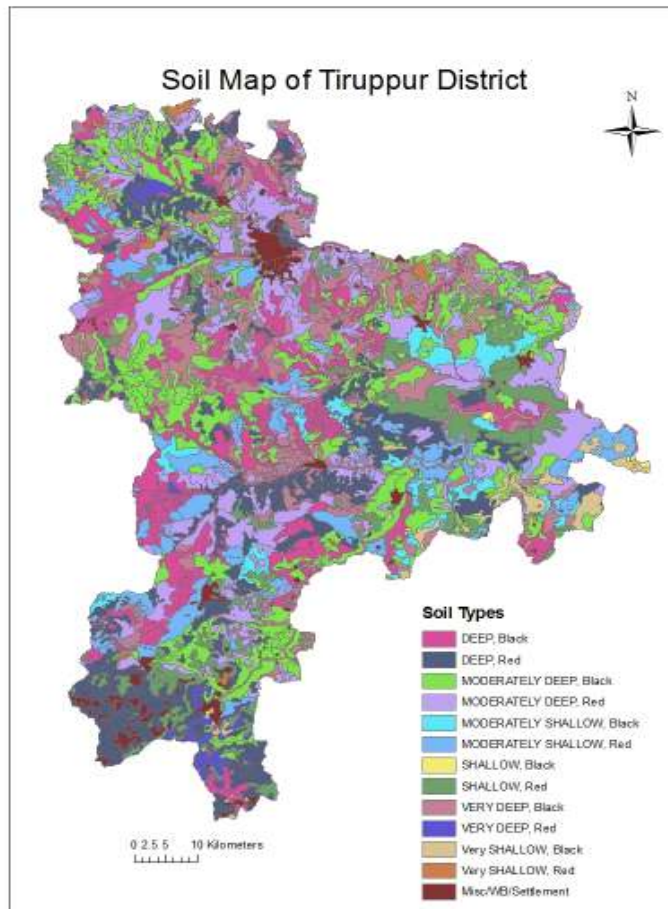 Soil Map of Tiruppur District
N
Soil Types
DEEP, Black
DEEP, Red
MODERATELY DEEP, Black
MODERATELY DEEP, Red
MODERATELY SHALLOW, Black
MODERATELY SHALLOW, Red
SHALLOW, Black
SHALLOW, Red
VERY DEEP, Black
VERY DEEP, Red
Very SHALLOW, Black
Very SHALLOW, Red
Misc/WB/Settlement
0 2.5 5 10 Kilometers